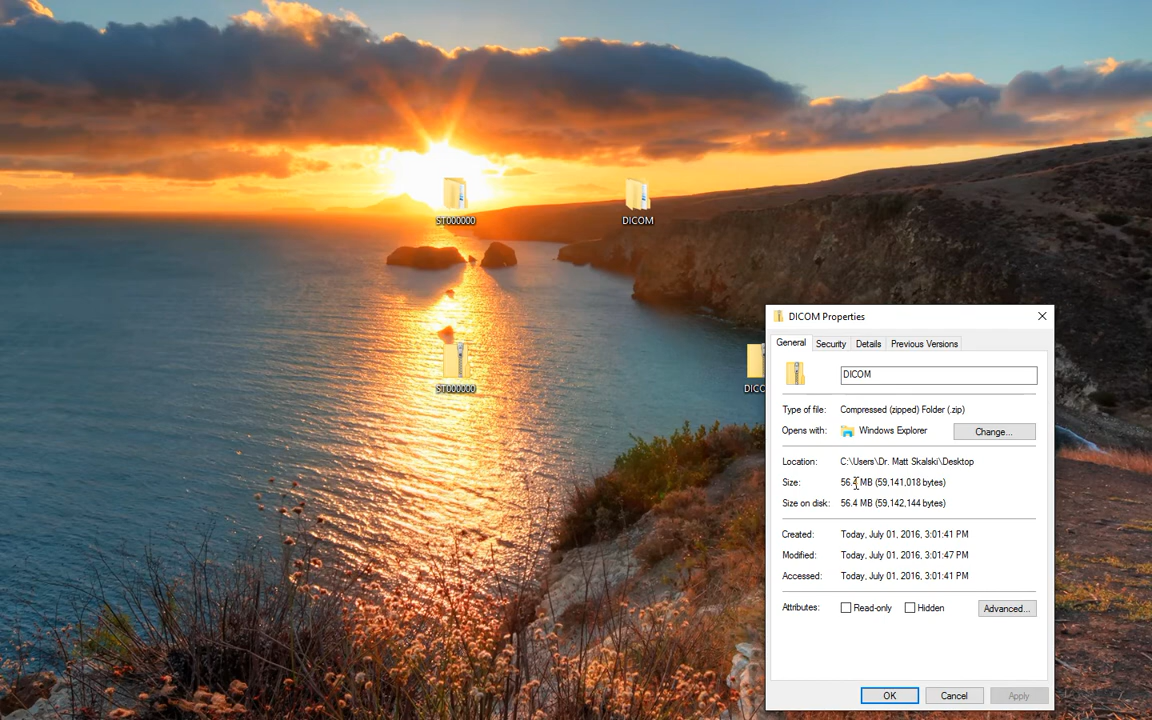 ST000000
DICOM
ST000000
DICOM Properties
General
Security
Details
Previous Versions
DICOM
Type of file: Compressed (zipped) Folder (.zip)
Opens with: Windows Explorer
Change...
Location: C:\Users\Dr. Matt Skalski\Desktop
Size: 56.4 MB (59,141,018 bytes)
Size on disk: 56.4 MB (59,142,144 bytes)
Created: Today, July 01, 2016, 3:01:41 PM
Modified: Today, July 01, 2016, 3:01:47 PM
Accessed: Today, July 01, 2016, 3:01:41 PM
Attributes: Read-only Hidden Advanced...
OK Cancel Apply